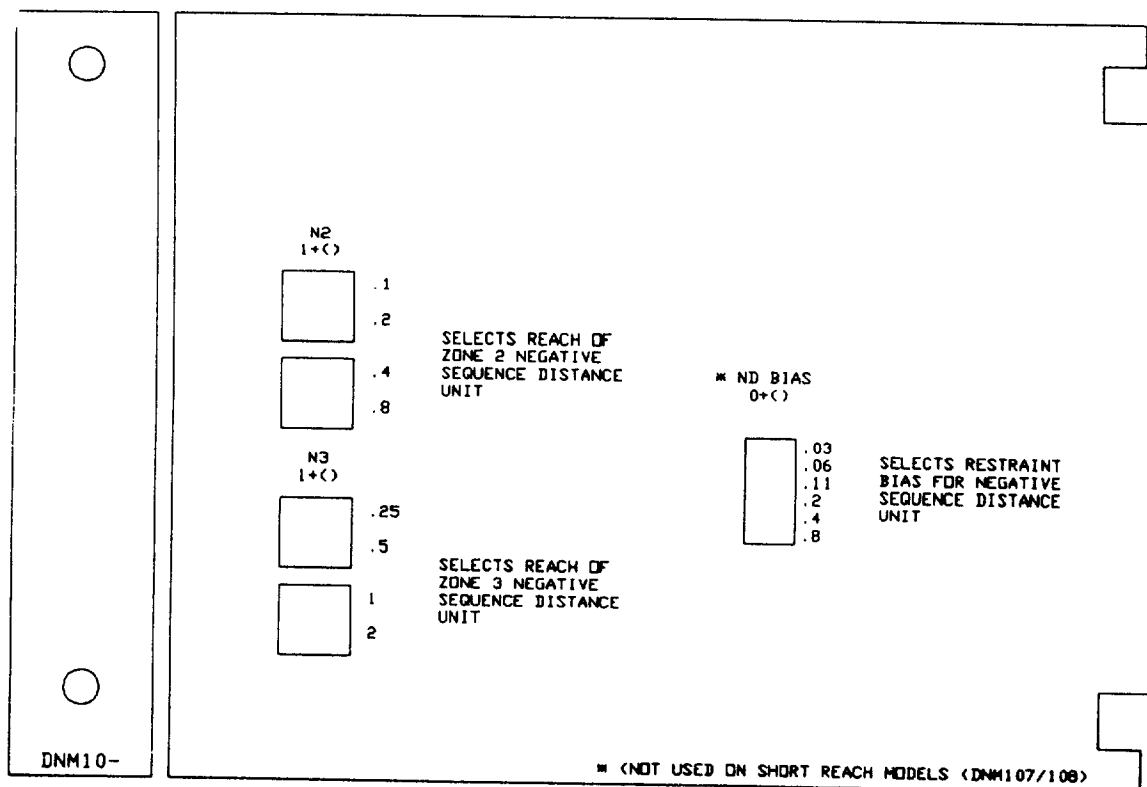 N2
1+()
.1
.2
.4
.8
SELECTS REACH OF
ZONE 2 NEGATIVE
SEQUENCE DISTANCE
UNIT
N3
1+()
.25
.5
1
2
SELECTS REACH OF
ZONE 3 NEGATIVE
SEQUENCE DISTANCE
UNIT
* ND BIAS
0+()
.03
.06
.11
.2
.4
.8
SELECTS RESTRAINT
BIAS FOR NEGATIVE
SEQUENCE DISTANCE
UNIT
DNM10-
* (NOT USED ON SHORT REACH MODELS (DNM107/108)